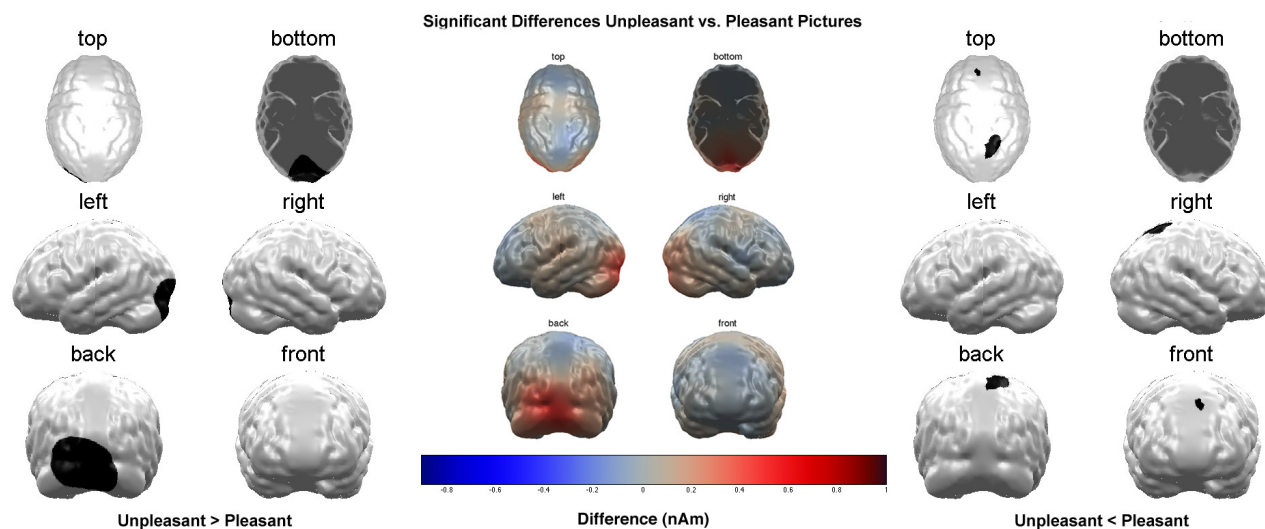 Significant Differences Unpleasant vs. Pleasant Pictures
top bottom
left right
back front
Unpleasant > Pleasant
top bottom
left right
back front
-0.8 -0.6 -0.4 -0.2 0 0.2 0.4 0.6 0.8 1
Difference (nAm)
top bottom
left right
back front
Unpleasant < Pleasant